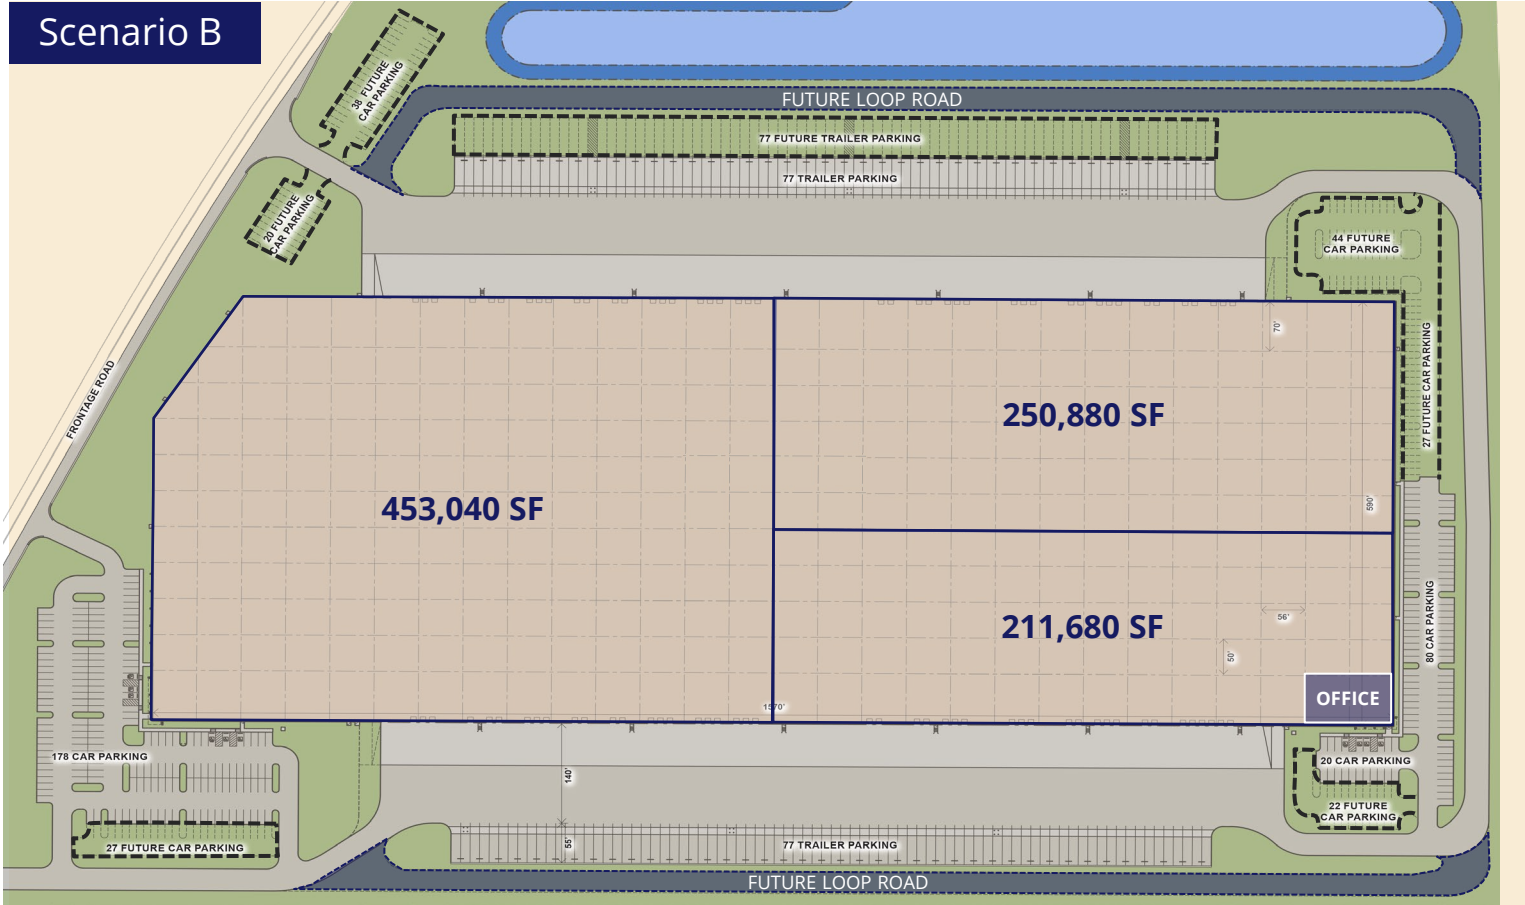 Scenario B
38 FUTURE
CAR PARKING
FUTURE LOOP ROAD
77 FUTURE TRAILER PARKING
77 TRAILER PARKING
20 FUTURE
CAR PARKING
44 FUTURE
CAR PARKING
70'
27 FUTURE CAR PARKING
FRONTAGE ROAD
250,880 SF
453,040 SF
590'
211,680 SF
56'
50'
80 CAR PARKING
OFFICE
1570'
178 CAR PARKING
140'
20 CAR PARKING
22 FUTURE
CAR PARKING
27 FUTURE CAR PARKING
55'
77 TRAILER PARKING
FUTURE LOOP ROAD